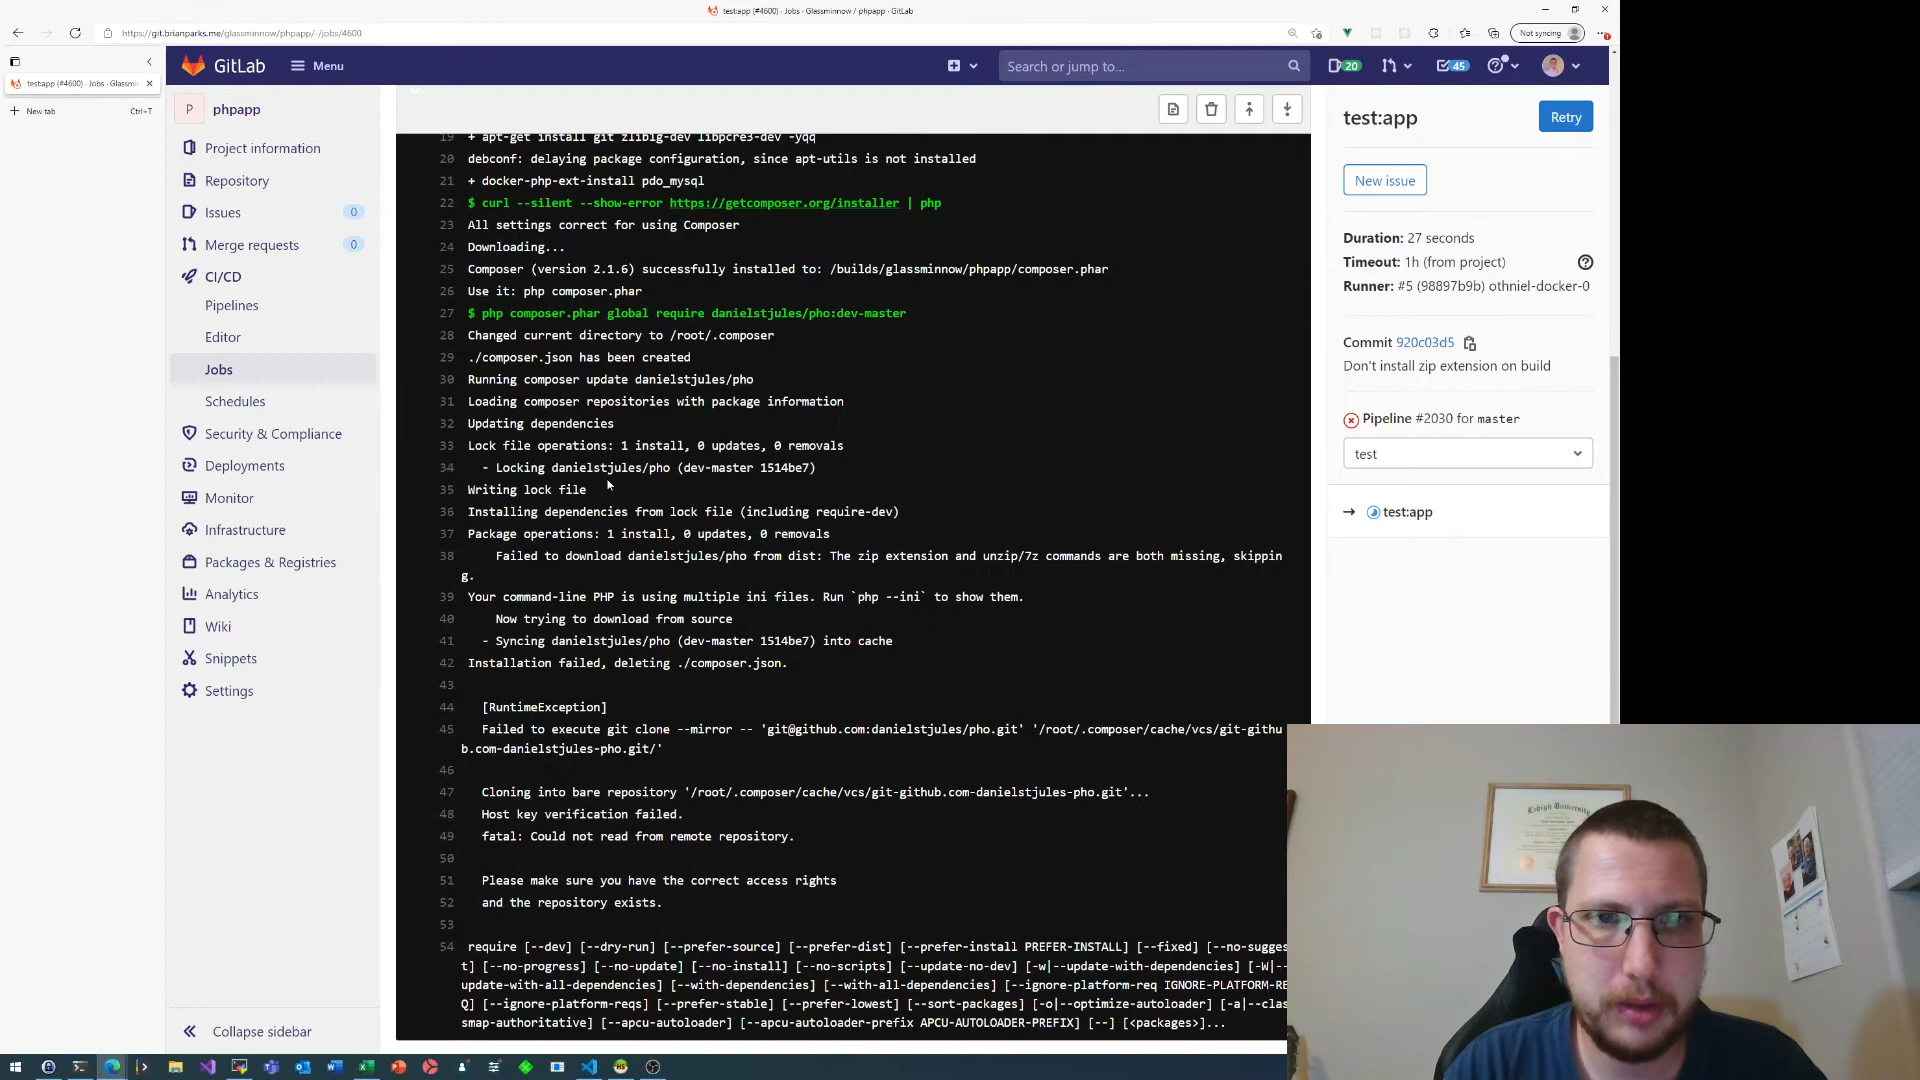 testapp (#4600) · Jobs · Glassminnow / phpapp · GitLab
https://git.brianparks.me/glassminnow/phpapp/-/jobs/4600
Not syncing
testapp (#4600) · Jobs · Glassmin
New tab
Ctrl+T
GitLab
Menu
Search or jump to...
20
45
P
phpapp
Project information
Repository
Issues
0
Merge requests
0
CI/CD
Pipelines
Editor
Jobs
Schedules
Security & Compliance
Deployments
Monitor
Infrastructure
Packages & Registries
Analytics
Wiki
Snippets
Settings
Collapse sidebar
19 + apt-get install git zlib1g-dev libpcre3-dev -yqq
20 debconf: delaying package configuration, since apt-utils is not installed
21 + docker-php-ext-install pdo_mysql
22 $ curl --silent --show-error https://getcomposer.org/installer | php
23 All settings correct for using Composer
24 Downloading...
25 Composer (version 2.1.6) successfully installed to: /builds/glassminnow/phpapp/composer.phar
26 Use it: php composer.phar
27 $ php composer.phar global require danielstjules/pho:dev-master
28 Changed current directory to /root/.composer
29 ./composer.json has been created
30 Running composer update danielstjules/pho
31 Loading composer repositories with package information
32 Updating dependencies
33 Lock file operations: 1 install, 0 updates, 0 removals
34 - Locking danielstjules/pho (dev-master 1514be7)
35 Writing lock file
36 Installing dependencies from lock file (including require-dev)
37 Package operations: 1 install, 0 updates, 0 removals
38 Failed to download danielstjules/pho from dist: The zip extension and unzip/7z commands are both missing, skippin
g.
39 Your command-line PHP is using multiple ini files. Run `php --ini` to show them.
40 Now trying to download from source
41 - Syncing danielstjules/pho (dev-master 1514be7) into cache
42 Installation failed, deleting ./composer.json.
43
44 [RuntimeException]
45 Failed to execute git clone --mirror -- 'git@github.com:danielstjules/pho.git' '/root/.composer/cache/vcs/git-githu
b.com-danielstjules-pho.git/'
46
47 Cloning into bare repository '/root/.composer/cache/vcs/git-github.com-danielstjules-pho.git'...
48 Host key verification failed.
49 fatal: Could not read from remote repository.
50
51 Please make sure you have the correct access rights
52 and the repository exists.
53
54 require [--dev] [--dry-run] [--prefer-source] [--prefer-dist] [--prefer-install PREFER-INSTALL] [--fixed] [--no-sugges
t] [--no-progress] [--no-update] [--no-install] [--no-scripts] [--update-no-dev] [-w|--update-with-dependencies] [-W|--
update-with-all-dependencies] [--with-dependencies] [--with-all-dependencies] [--ignore-platform-req IGNORE-PLATFORM-RE
Q] [--ignore-platform-reqs] [--prefer-stable] [--prefer-lowest] [--sort-packages] [-o|--optimize-autoloader] [-a|--clas
smap-authoritative] [--apcu-autoloader] [--apcu-autoloader-prefix APCU-AUTOLOADER-PREFIX] [--] [<packages>]...
test:app
Retry
New issue
Duration: 27 seconds
Timeout: 1h (from project)
Runner: #5 (98897b9b) othniel-docker-0
Commit 920c03d5
Don't install zip extension on build
Pipeline #2030 for master
test
→ test:app
Lehigh University